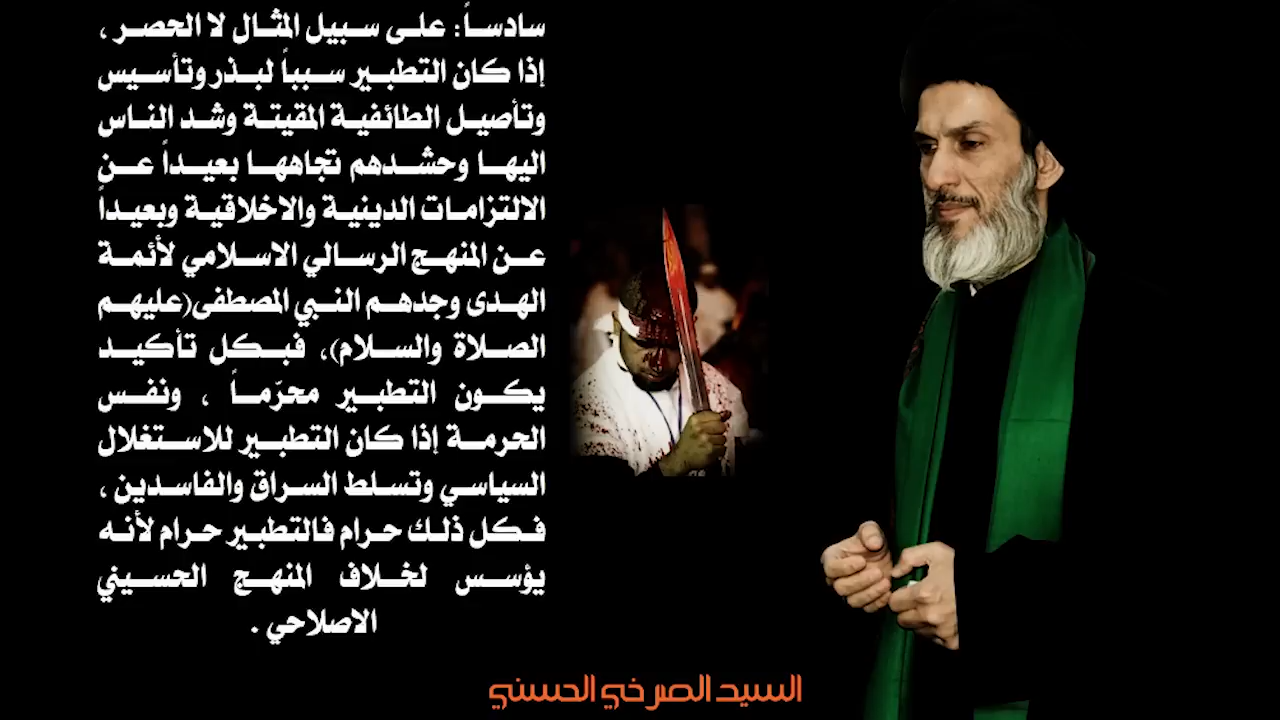 سادساً: على سبيل المثال لا الحصر ،
إذا كان التطبير سبباً لبذر وتأسيس
وتأصيل الطائفية المقيتة وشد الناس
اليها وحشدهم تجاهها بعيداً عن
الالتزامات الدينية والاخلاقية وبعيداً
عن المنهج الرسالي الاسلامي لأئمة
الهدى وجدهم النبي المصطفى(عليهم
الصلاة والسلام)، فبكل تأكيد
يكون التطبير محرّماً ، ونفس
الحرمة إذا كان التطبير للاستغلال
السياسي وتسلط السراق والفاسدين ،
فكل ذلك حرام فالتطبير حرام لأنه
يؤسس لخلاف المنهج الحسيني
الاصلاحي .
السيد الصرخي الحسني